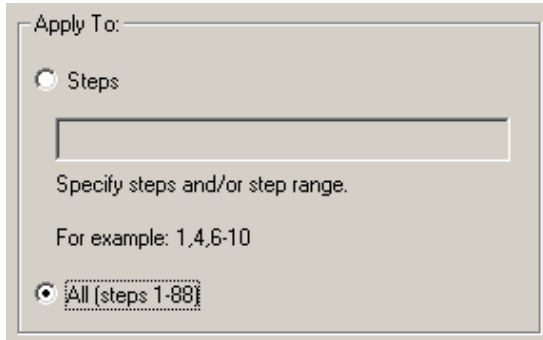 Apply To:
Steps
Specify steps and/or step range.
For example: 1,4,6-10
All (steps 1-88)